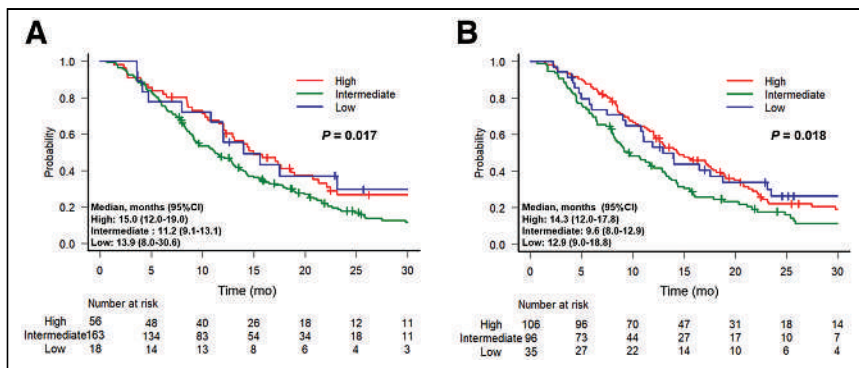 A
1.0
0.8
0.6
0.4
0.2
0.0
Probability
High
Intermediate
Low
P = 0.017
Median, months (95%CI)
High: 15.0 (12.0-19.0)
Intermediate : 11.2 (9.1-13.1)
Low: 13.9 (8.0-30.6)
0 5 10 15 20 25 30
Time (mo)
Number at risk
High 56 48 40 26 18 12 11
Intermediate163 134 83 54 34 18 11
Low 18 14 13 8 6 4 3
B
1.0
0.8
0.6
0.4
0.2
0.0
Probability
High
Intermediate
Low
P = 0.018
Median, months (95%CI)
High: 14.3 (12.0-17.8)
Intermediate : 9.6 (8.0-12.9)
Low: 12.9 (9.0-18.8)
0 5 10 15 20 25 30
Time (mo)
Number at risk
High 106 96 70 47 31 18 14
Intermediate 96 73 44 27 17 10 7
Low 35 27 22 14 10 6 4